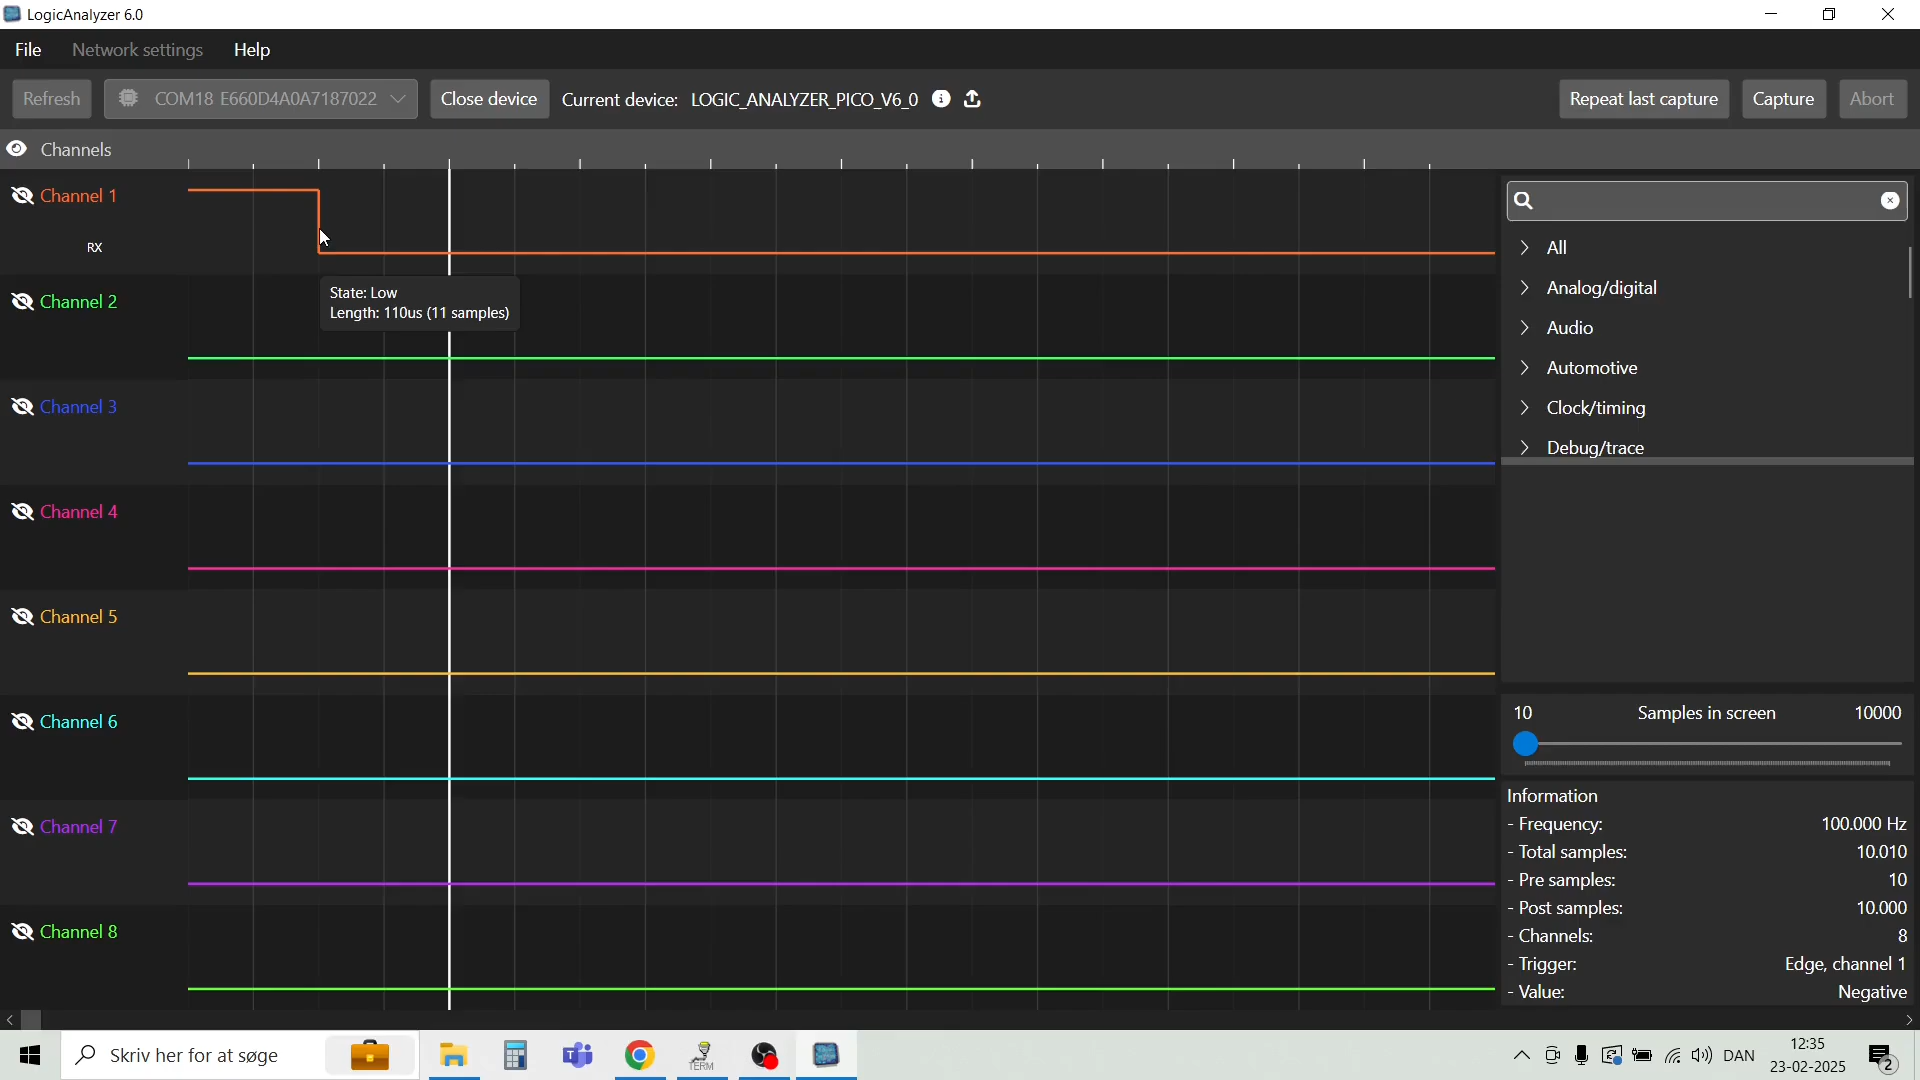 LogicAnalyzer 6.0
File Network settings Help
Refresh COM18 E660D4A0A7187022 Close device Current device: LOGIC_ANALYZER_PICO_V6_0 Repeat last capture Capture Abort
Channels
Channel 1
RX
State: Low
Length: 110us (11 samples)
Channel 2
Channel 3
Channel 4
Channel 5
Channel 6
Channel 7
Channel 8
All
Analog/digital
Audio
Automotive
Clock/timing
Debug/trace
10 Samples in screen 10000
Information
- Frequency: 100.000 Hz
- Total samples: 10.010
- Pre samples: 10
- Post samples: 10.000
- Channels: 8
- Trigger: Edge, channel 1
- Value: Negative
Skriv her for at søge
TERM
DAN
12:35
23-02-2025
2